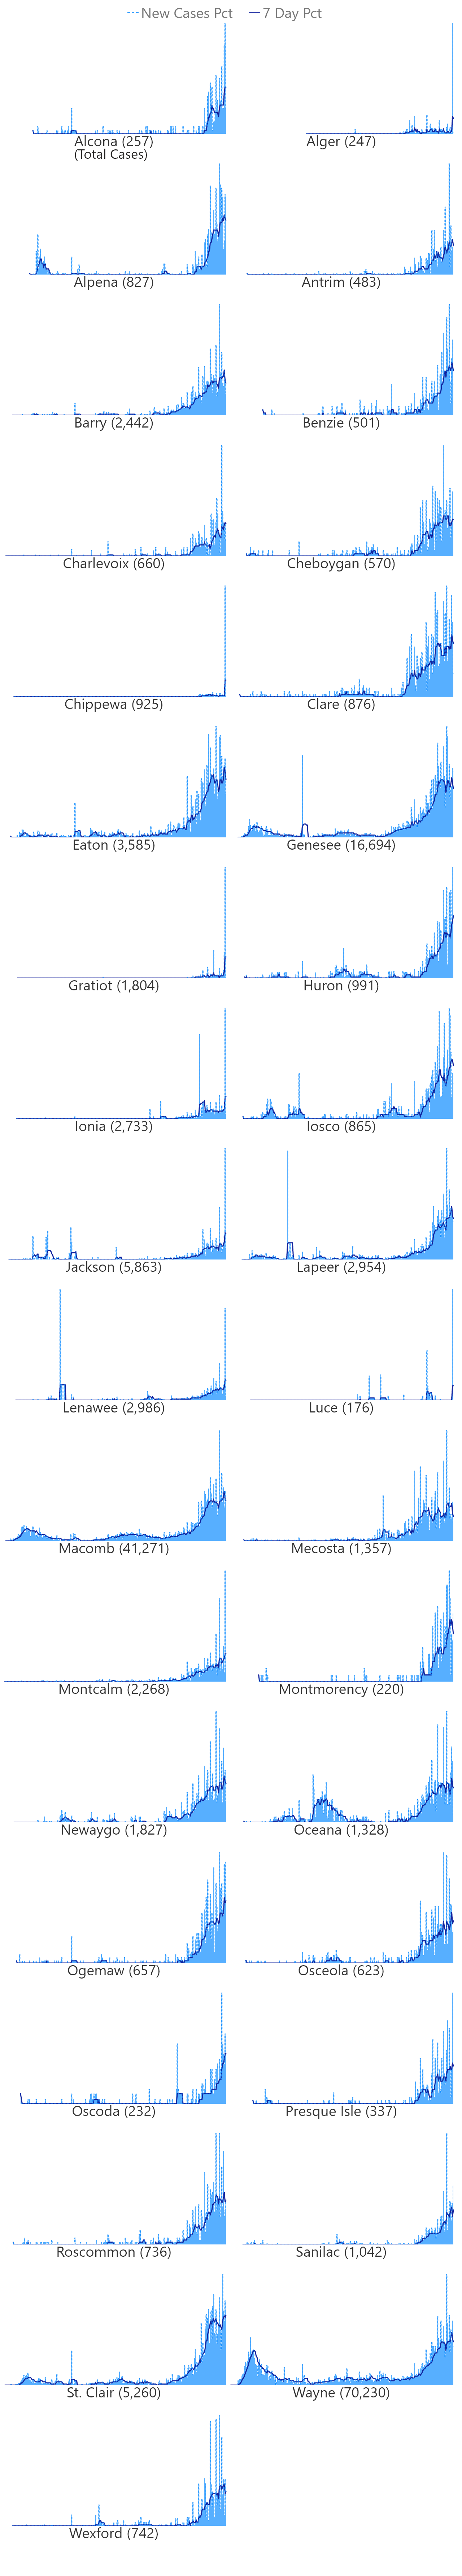 New Cases Pct 7 Day Pct
Alcona (257)
(Total Cases)
Alger (247)
Alpena (827)
Antrim (483)
Barry (2,442)
Benzie (501)
Charlevoix (660)
Cheboygan (570)
Chippewa (925)
Clare (876)
Eaton (3,585)
Genesee (16,694)
Gratiot (1,804)
Huron (991)
Ionia (2,733)
Iosco (865)
Jackson (5,863)
Lapeer (2,954)
Lenawee (2,986)
Luce (176)
Macomb (41,271)
Mecosta (1,357)
Montcalm (2,268)
Montmorency (220)
Newaygo (1,827)
Oceana (1,328)
Ogemaw (657)
Osceola (623)
Oscoda (232)
Presque Isle (337)
Roscommon (736)
Sanilac (1,042)
St. Clair (5,260)
Wayne (70,230)
Wexford (742)